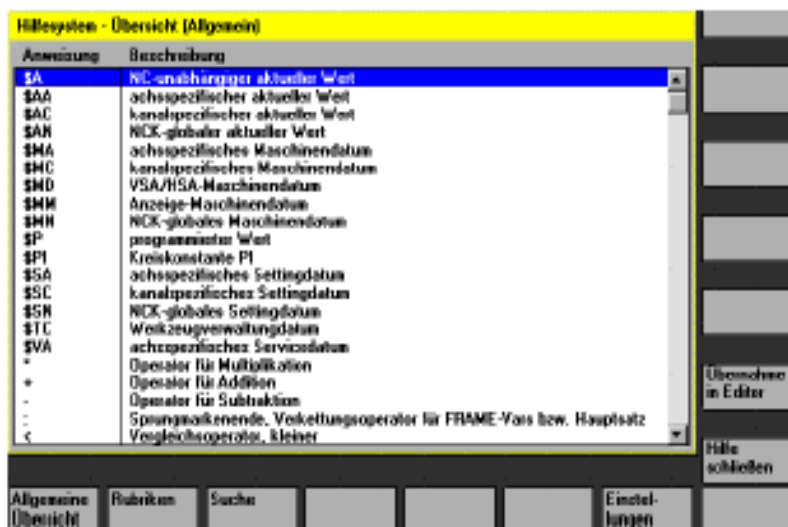 Hilfesystem - Übersicht (Allgemein)
Anweisung Beschreibung
$A NC-unabhängiger aktueller Wert
$AA achsspezifischer aktueller Wert
$AC kanalspezifischer aktueller Wert
$AN NCK-globaler aktueller Wert
$MA achsspezifisches Maschinendatum
$MC kanalspezifisches Maschinendatum
$MD VSA/HSA-Maschinendatum
$MM Anzeige-Maschinendatum
$MN NCK-globales Maschinendatum
$P programmierter Wert
$PI Kreiskonstante PI
$SA achsspezifisches Settingdatum
$SC kanalspezifisches Settingdatum
$SN NCK-globales Settingdatum
$TC Werkzeugverwaltungdatum
$VA achsspezifisches Servicedatum
* Operator für Multiplikation
+ Operator für Addition
- Operator für Subtraktion
: Sprungmarkenende, Verkettungsoperator für FRAME-Vars bzw. Hauptsatz
< Vergleichsoperator, kleiner
Übernahme
in Editor
Hilfe
schließen
Allgemeine
Übersicht
Rubriken
Suche
Einstel-
lungen